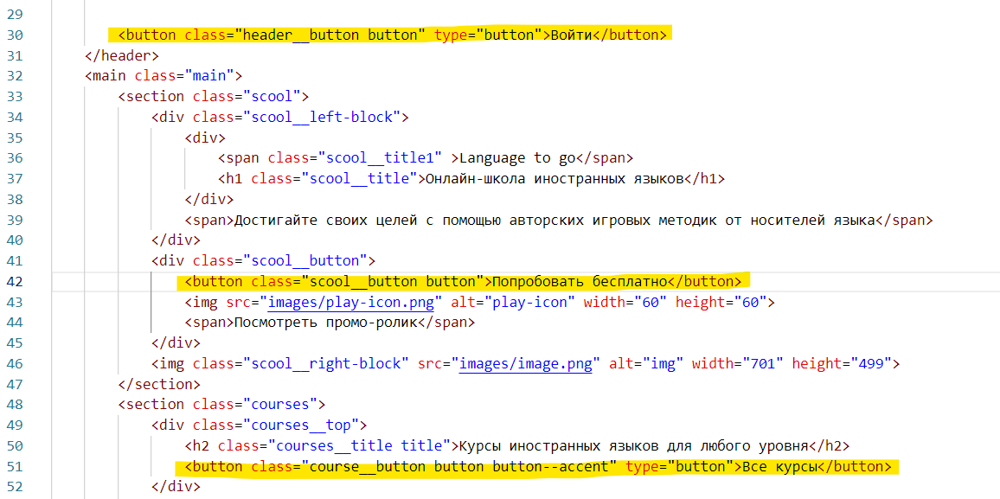 29
30 <button class="header__button button" type="button">Войти</button>
31 </header>
32 <main class="main">
33 <section class="scool">
34 <div class="scool__left-block">
35 <div>
36 <span class="scool__title1" >Language to go</span>
37 <h1 class="scool__title">Онлайн-школа иностранных языков</h1>
38 </div>
39 <span>Достигайте своих целей с помощью авторских игровых методик от носителей языка</span>
40 </div>
41 <div class="scool__button">
42 <button class="scool__button button">Попробовать бесплатно</button>
43 <img src="images/play-icon.png" alt="play-icon" width="60" height="60">
44 <span>Посмотреть промо-ролик</span>
45 </div>
46 <img class="scool__right-block" src="images/image.png" alt="img" width="701" height="499">
47 </section>
48 <section class="courses">
49 <div class="courses__top">
50 <h2 class="courses__title title">Курсы иностранных языков для любого уровня</h2>
51 <button class="course__button button button--accent" type="button">Все курсы</button>
52 </div>